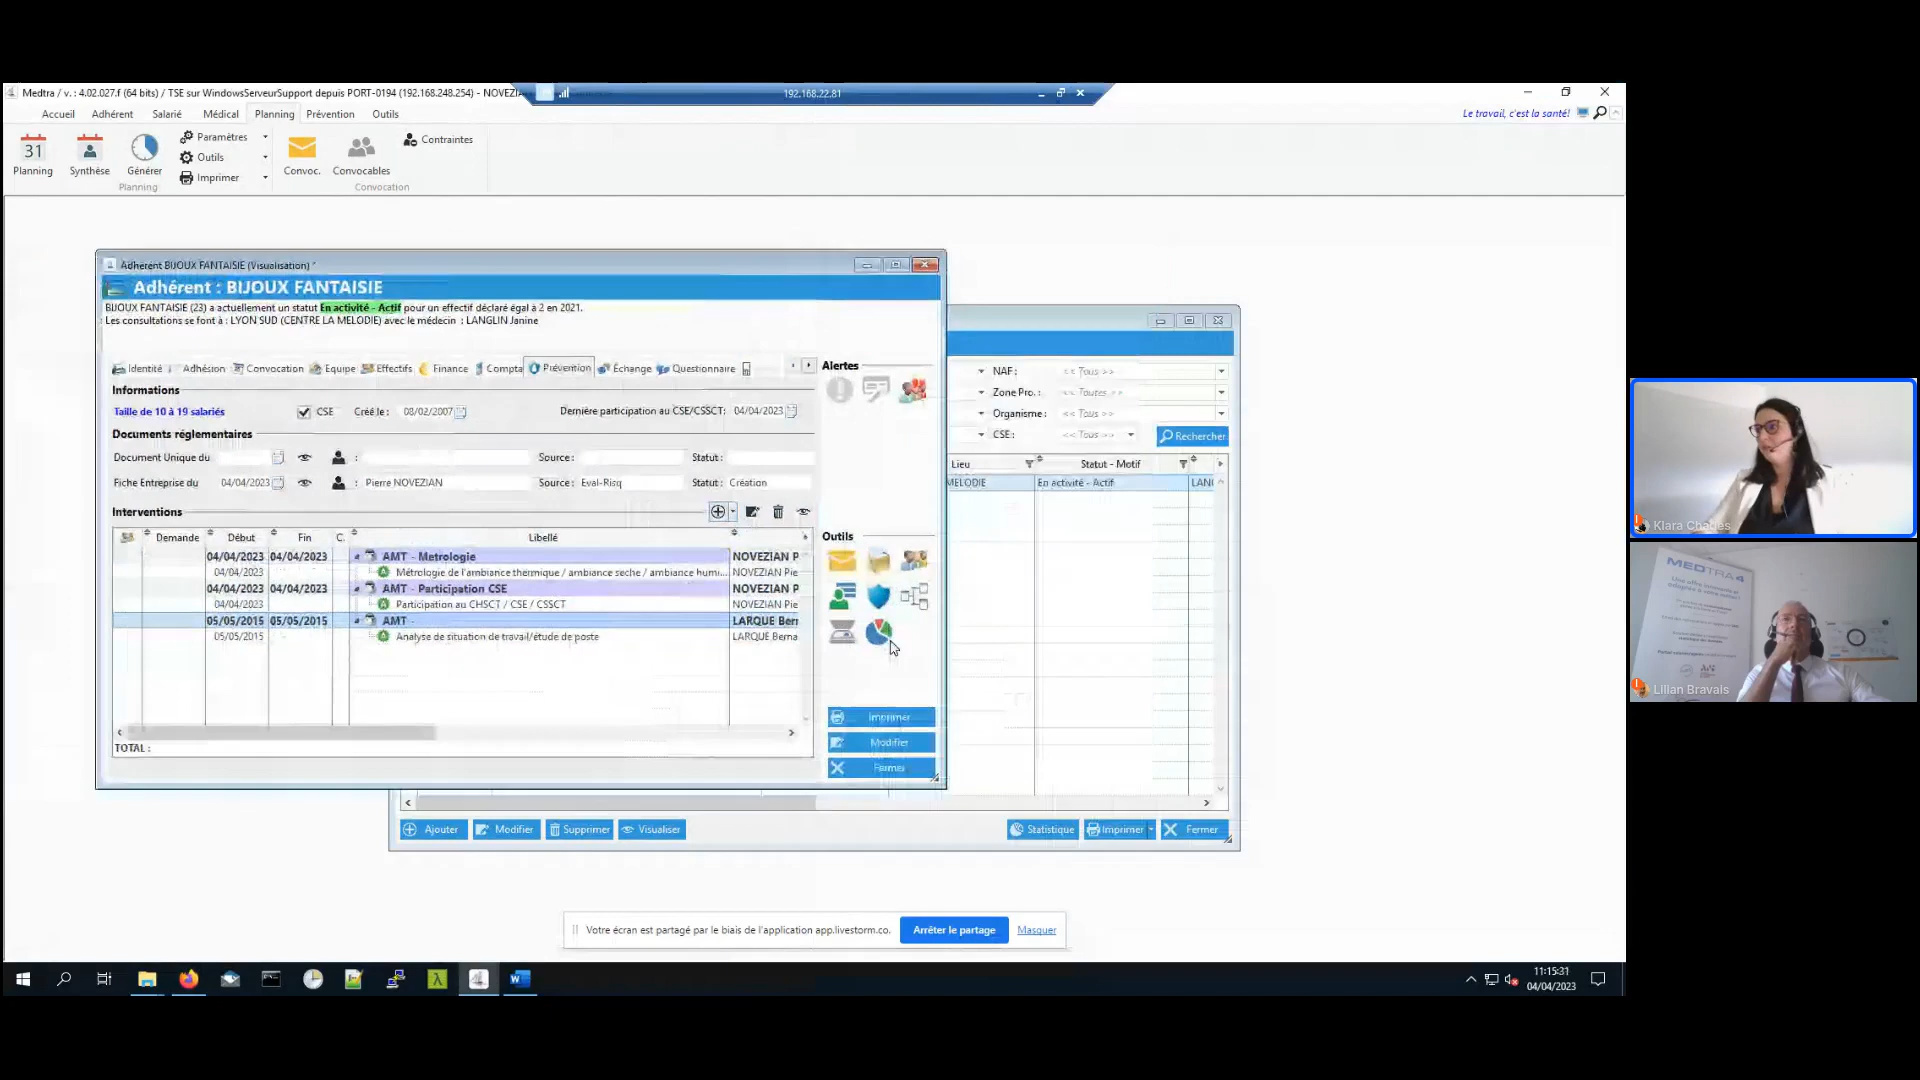 Medtra / v. : 4.02.027.f (64 bits) / TSE sur WindowsServeurSupport depuis PORT-0194 (192.168.248.254) - NOVEZIA
192.168.22.81
Accueil Adhérent Salarié Médical Planning Prévention Outils
Le travail, c'est la santé!
31
Planning Synthèse Générer
Paramètres
Outils
Imprimer
Convoc. Convocables
Contraintes
Planning Convocation
Adhérent BIJOUX FANTAISIE (Visualisation) *
Adhérent : BIJOUX FANTAISIE
BIJOUX FANTAISIE (23) a actuellement un statut En activité - Actif pour un effectif déclaré égal à 2 en 2021.
Les consultations se font à : LYON SUD (CENTRE LA MELODIE) avec le médecin : LANGLIN Janine
Identité Adhésion Convocation Equipe Effectifs Finance Compta Prévention Échange Questionnaire
Alertes
Informations
Taille de 10 à 19 salariés CSE Créé le : 08/02/2007 Dernière participation au CSE/CSSCT: 04/04/2023
Documents réglementaires
Document Unique du : Source : Statut :
Fiche Entreprise du 04/04/2023 : Pierre NOVEZIAN Source : Eval-Risq Statut : Création
Interventions
Demande Début Fin C. Libellé
04/04/2023 04/04/2023 AMT - Metrologie NOVEZIAN P
04/04/2023 Métrologie de l'ambiance thermique / ambiance seche / ambiance humi... NOVEZIAN Pie
04/04/2023 04/04/2023 AMT - Participation CSE NOVEZIAN P
04/04/2023 Participation au CHSCT / CSE / CSSCT NOVEZIAN Pie
05/05/2015 05/05/2015 AMT - LARQUE Bern
05/05/2015 Analyse de situation de travail/étude de poste LARQUE Berna
TOTAL :
Outils
Imprimer
Modifier
Fermer
NAF : << Tous >>
Zone Pro. : << Toutes >>
Organisme : << Tous >>
CSE : << Tous >>
Rechercher
Lieu Statut - Motif
MELODIE En activité - Actif LANG
Ajouter Modifier Supprimer Visualiser Statistique Imprimer Fermer
Votre écran est partagé par le biais de l'application app.livestorm.co. Arrêter le partage Masquer
11:15:31
04/04/2023
Klara Chades
MEDTRA4
Lilian Bravais